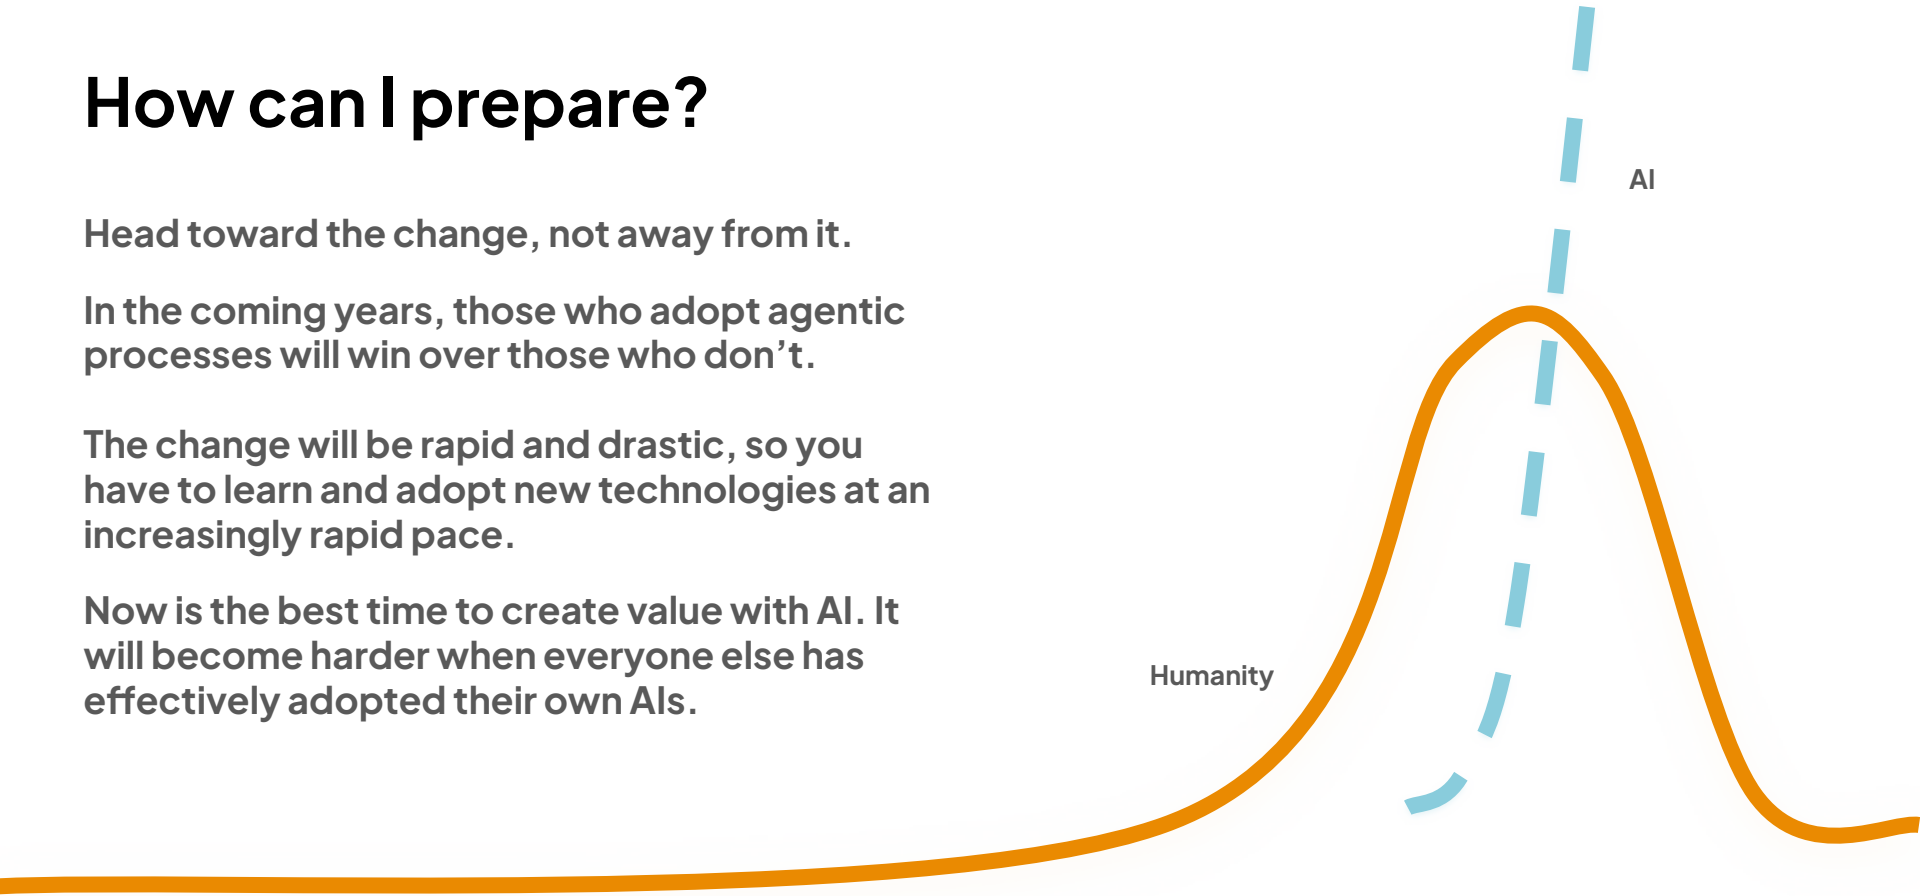 How can I prepare?
Head toward the change, not away from it.
In the coming years, those who adopt agentic
processes will win over those who don’t.
The change will be rapid and drastic, so you
have to learn and adopt new technologies at an
increasingly rapid pace.
Now is the best time to create value with AI. It
will become harder when everyone else has
effectively adopted their own AIs.
AI
Humanity